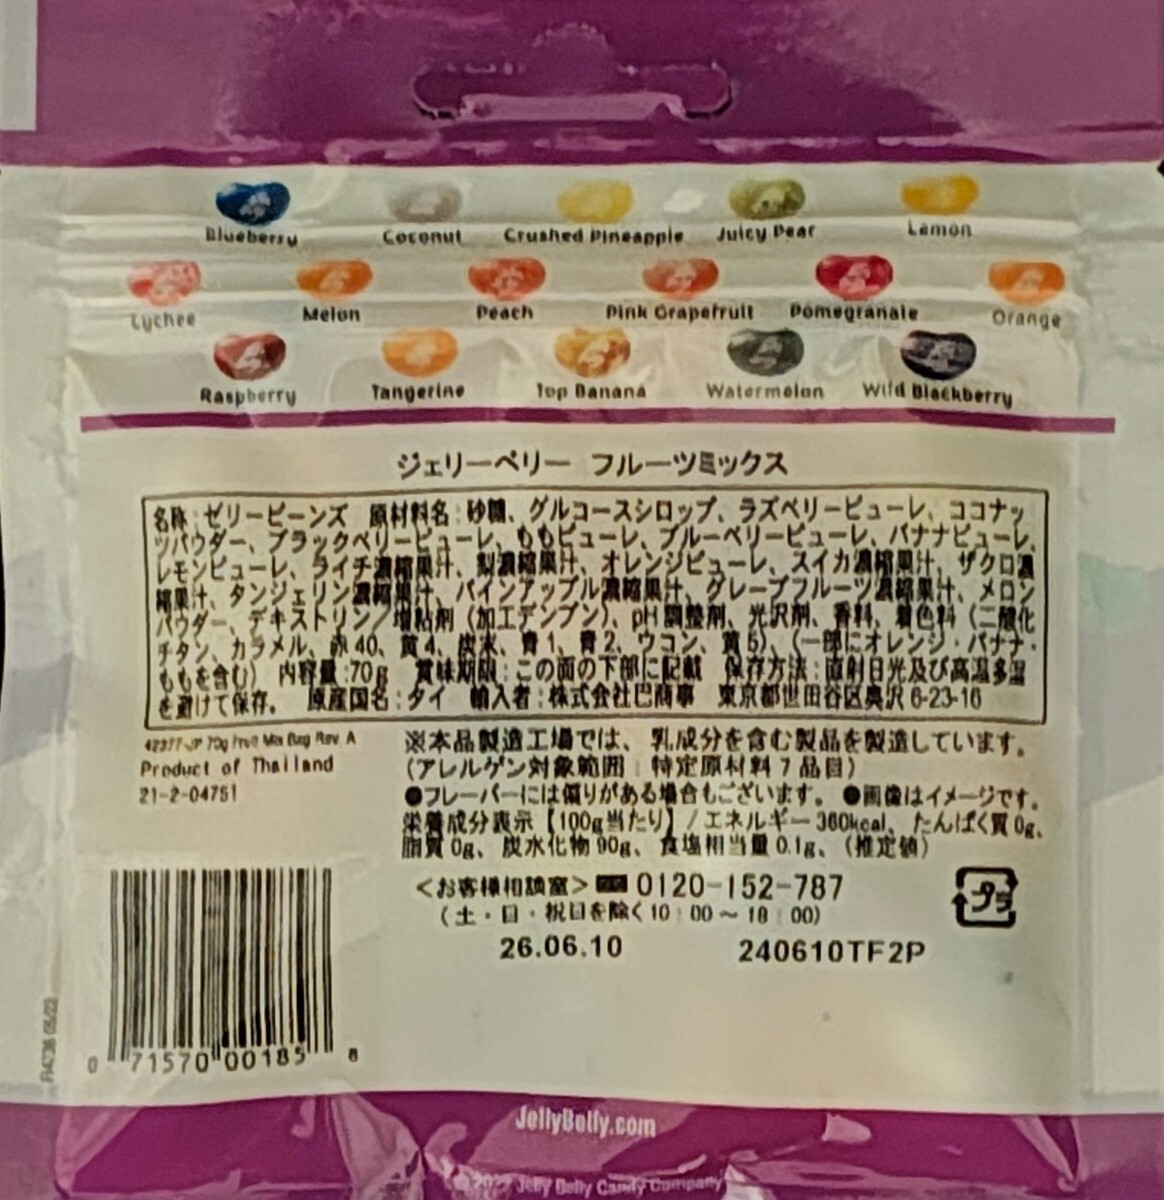 Blueberry Coconut Crushed Pineapple Juicy Pear Lemon
Lychee Melon Peach Pink Grapefruit Pomegranate Orange
Raspberry Tangerine Top Banana Watermelon Wild Blackberry
ジェリーベリー フルーツミックス
名称:ゼリービーンズ 原材料名:砂糖、グルコースシロップ、ラズベリーピューレ、ココナッ
ツパウダー、ブラックベリーピューレ、ももピューレ、ブルーベリーピューレ、バナナピューレ、
レモンピューレ、ライチ濃縮果汁、梨濃縮果汁、オレンジピューレ、スイカ濃縮果汁、ザクロ濃
縮果汁、タンジェリン濃縮果汁、パインアップル濃縮果汁、グレープフルーツ濃縮果汁、メロン
パウダー、デキストリン/増粘剤(加工デンプン)、pH調整剤、光沢剤、香料、着色料(二酸化
チタン、カラメル、赤40、黄4、炭末、青1、青2、ウコン、黄5)、(一部にオレンジ・バナナ・
ももを含む) 内容量:70g 賞味期限:この面の下部に記載 保存方法:直射日光及び高温多湿
を避けて保存。 原産国名:タイ 輸入者:株式会社巴商事 東京都世田谷区奥沢6-23-16
42377-JP 70g Fruit Mix Bag Rev. A
Product of Thailand
21-2-04751
※本品製造工場では、乳成分を含む製品を製造しています。
(アレルゲン対象範囲:特定原材料7品目)
●フレーバーには偏りがある場合もございます。●画像はイメージです。
栄養成分表示【100g当たり】/エネルギー360kcal、たんぱく質0g、
脂質0g、炭水化物90g、食塩相当量0.1g、(推定値)
<お客様相談室> 0120-152-787
(土・日・祝日を除く10:00~18:00)
プラ
26.06.10 240610TF2P
0 71570 00185 8
JellyBelly.com
©2022 Jelly Belly Candy Company